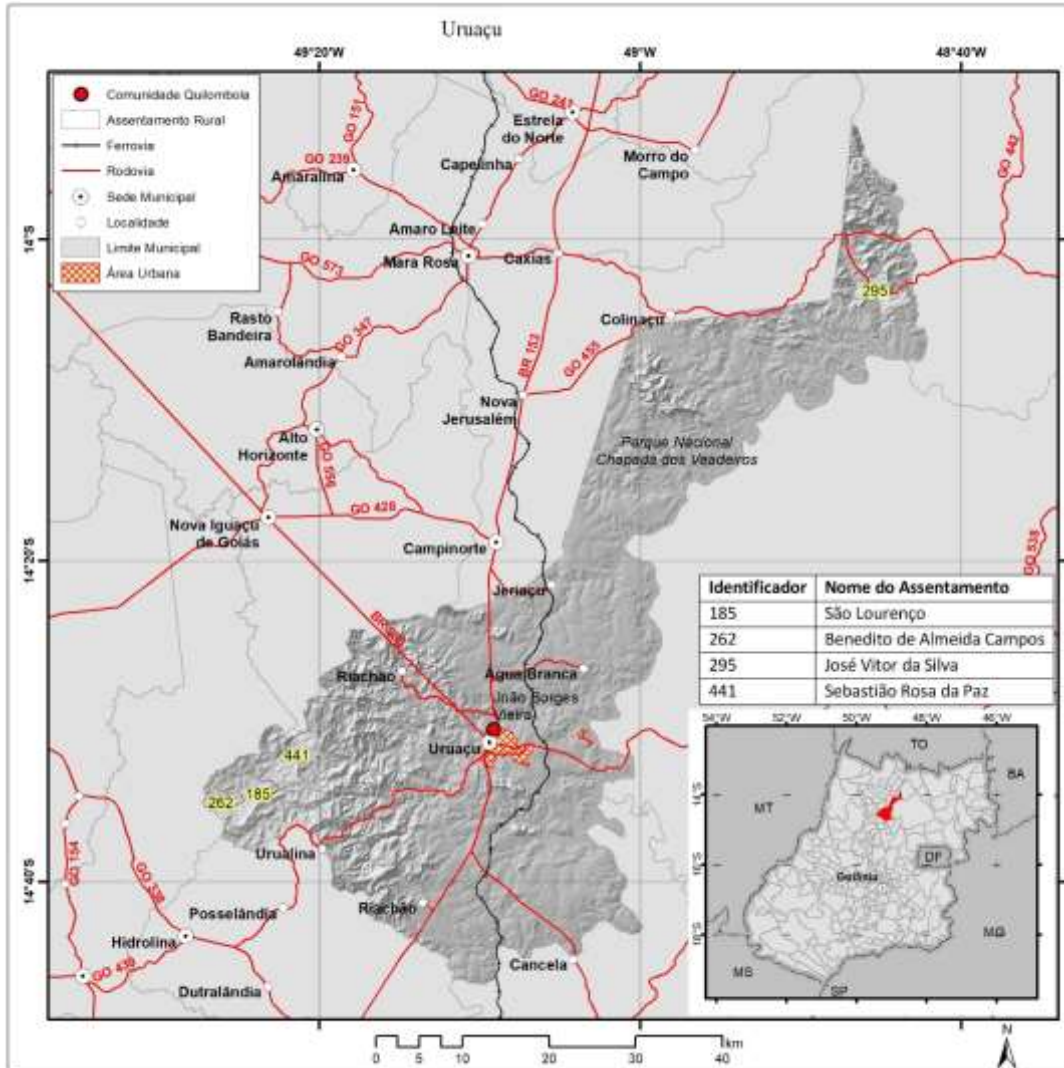 Uruaçu
49°20'W
49°W
48°40'W
Comunidade Quilombola
Assentamento Rural
Ferrovia
Rodovia
Sede Municipal
Localidade
Limite Municipal
Área Urbana
GO 151
GO 239
Amaralina
Estrela
do Norte
Capelinha
Morro do
Campo
GO 442
Amaro Leite
14°S
Mara Rosa
Caxias
GO 573
295
Rasto
Bandeira
Colinaçu
GO 347
Amarolândia
BR 153
GO 455
Nova
Jerusalém
Alto
Horizonte
GO 556
Parque Nacional
Chapada dos Veadeiros
GO 428
Nova Iguaçu
de Goiás
Campinorte
GO 538
14°20'S
Jeriaçu
Identificador Nome do Assentamento
185 São Lourenço
262 Benedito de Almeida Campos
295 José Vitor da Silva
441 Sebastião Rosa da Paz
Riachão
Água Branca
João Borges
Vieira
Uruaçu
441
185
262
Urualina
14°40'S
GO 154
Riachão
Posselândia
Hidrolina
Cancela
GO 438
Dutralândia
54°W
52°W
50°W
48°W
46°W
TO
BA
MT
14°S
DF
16°S
Goiânia
18°S
MG
MS
SP
N
0 5 10 20 30 40
km